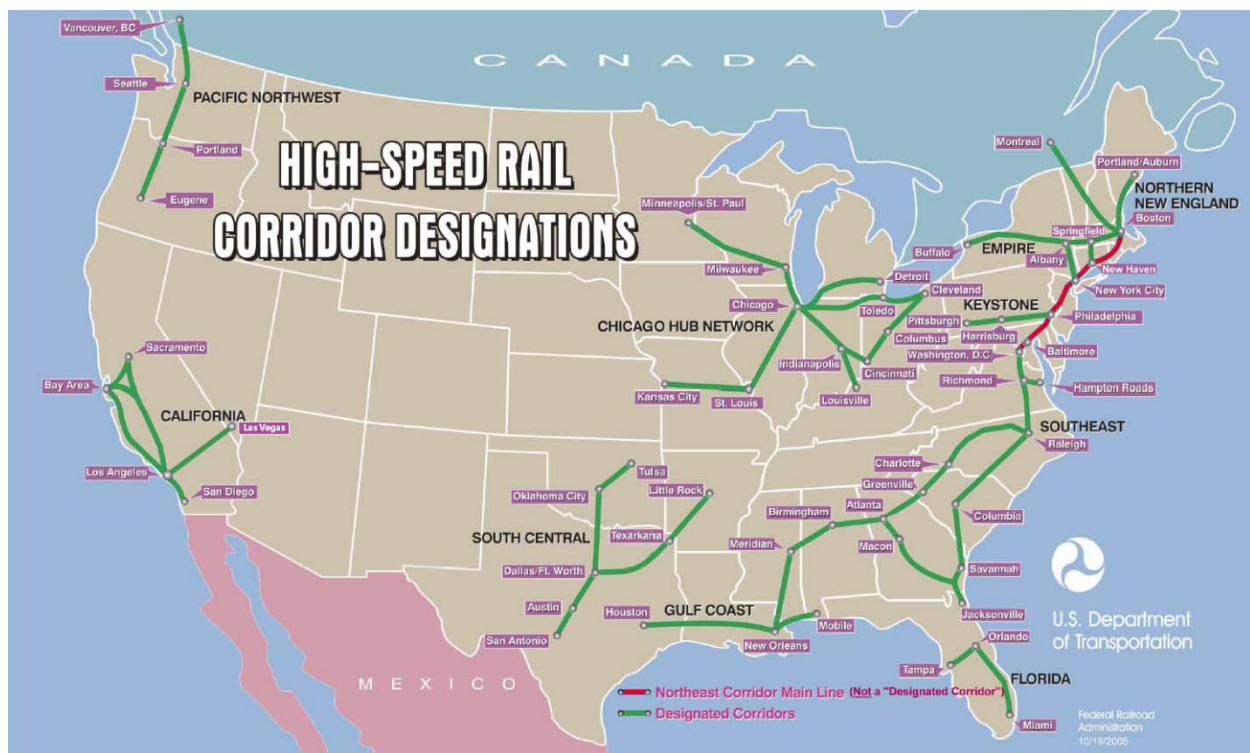 CANADA
Vancouver, BC
Seattle
PACIFIC NORTHWEST
Portland
Eugene
HIGH-SPEED RAIL
CORRIDOR DESIGNATIONS
Minneapolis/St. Paul
Milwaukee
Chicago
CHICAGO HUB NETWORK
Detroit
Cleveland
Toledo
Columbus
Indianapolis
Cincinnati
Kansas City
St. Louis
Louisville
Montreal
Portland/Auburn
NORTHERN
NEW ENGLAND
Boston
Springfield
Buffalo
EMPIRE
Albany
New Haven
New York City
KEYSTONE
Pittsburgh
Harrisburg
Philadelphia
Washington, D.C.
Baltimore
Richmond
Hampton Roads
SOUTHEAST
Raleigh
Charlotte
Greenville
Atlanta
Birmingham
Columbia
Meridian
Macon
Savannah
Jacksonville
Sacramento
Bay Area
CALIFORNIA
Las Vegas
Los Angeles
San Diego
Tulsa
Oklahoma City
Little Rock
SOUTH CENTRAL
Texarkana
Dallas/Ft. Worth
Austin
San Antonio
Houston
GULF COAST
Mobile
New Orleans
Orlando
Tampa
FLORIDA
Miami
MEXICO
Northeast Corridor Main Line (Not a "Designated Corridor")
Designated Corridors
U.S. Department
of Transportation
Federal Railroad
Administration
10/19/2005